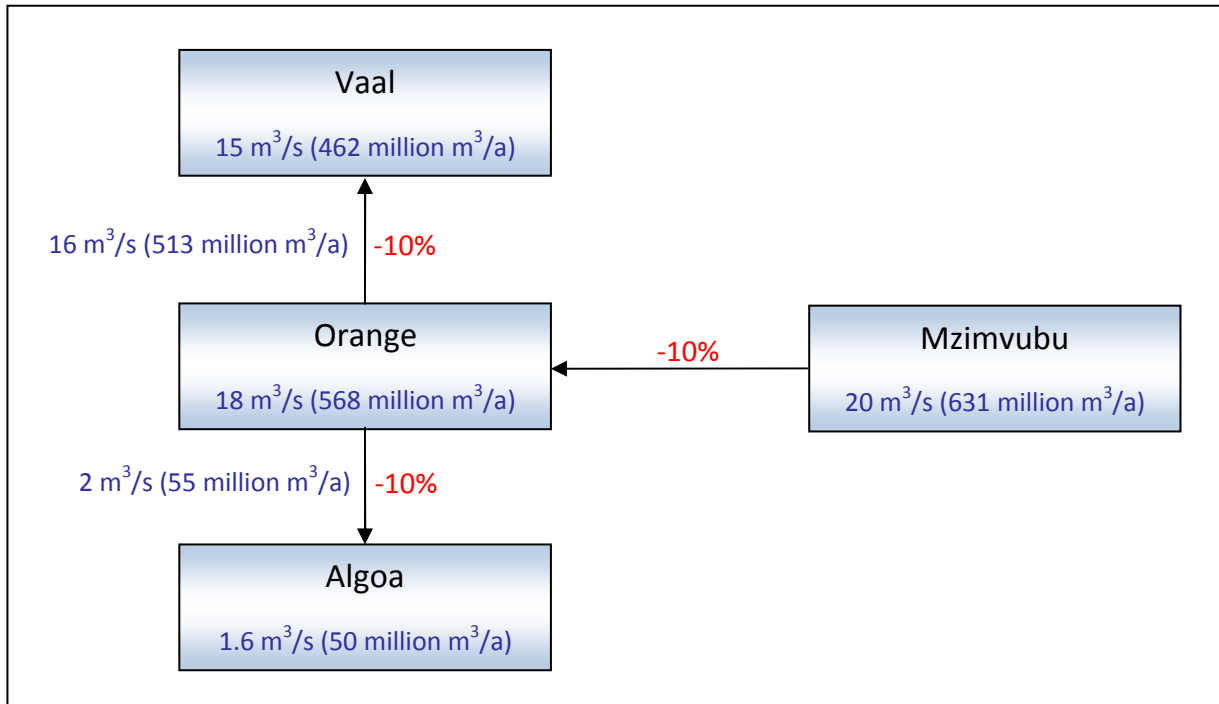 Vaal
15 m³/s (462 million m³/a)
16 m³/s (513 million m³/a)
-10%
Orange
18 m³/s (568 million m³/a)
-10%
Mzimvubu
20 m³/s (631 million m³/a)
2 m³/s (55 million m³/a)
-10%
Algoa
1.6 m³/s (50 million m³/a)